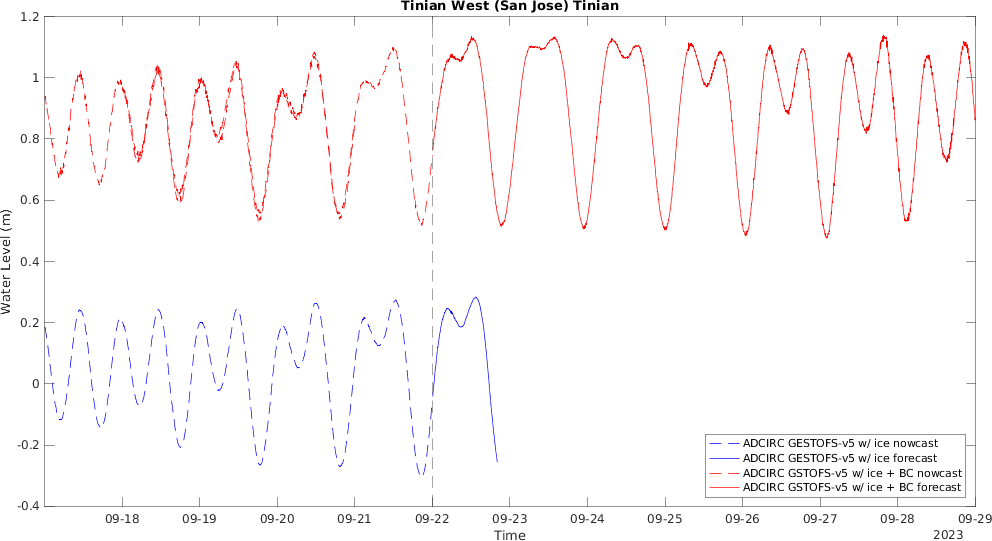 Tinian West (San Jose) Tinian
1.2
1
0.8
0.6
0.4
0.2
0
-0.2
-0.4
Water Level (m)
ADCIRC GESTOFS-v5 w/ ice nowcast
ADCIRC GESTOFS-v5 w/ ice forecast
ADCIRC GSTOFS-v5 w/ ice + BC nowcast
ADCIRC GSTOFS-v5 w/ ice + BC forecast
09-18 09-19 09-20 09-21 09-22 09-23 09-24 09-25 09-26 09-27 09-28 09-29
Time
2023